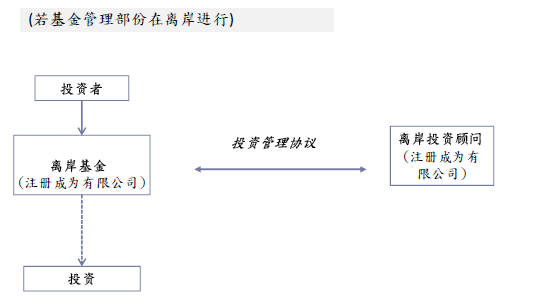 (若基金管理部份在离岸进行)
投资者
投资管理协议
离岸基金
（注册成为有限公司）
离岸投资顾问
（注册成为有
限公司）
投资